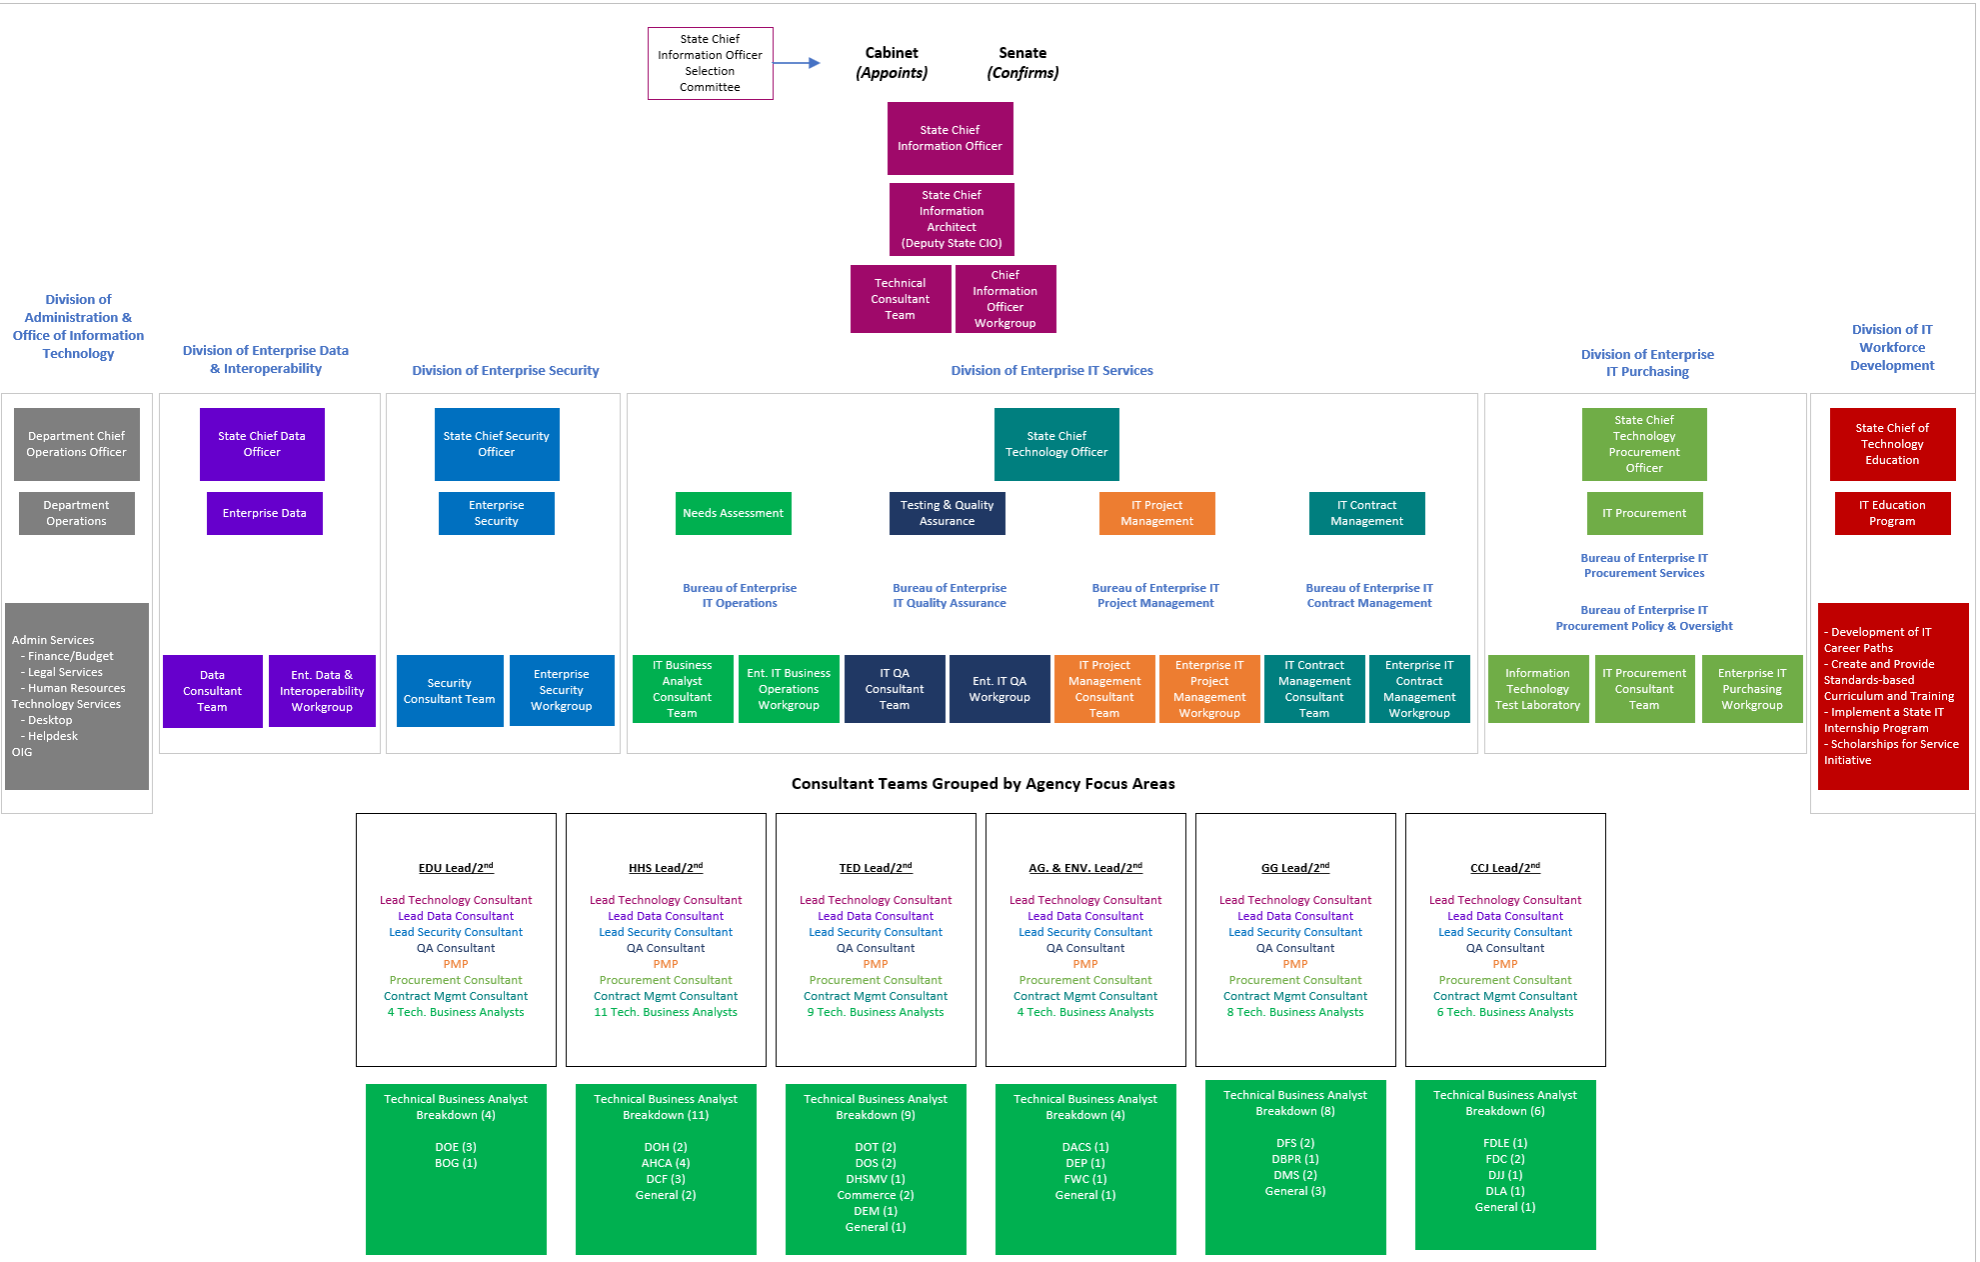 State Chief
Information Officer
Selection
Committee
Cabinet
(Appoints)
Senate
(Confirms)
State Chief
Information Officer
State Chief
Information
Architect
(Deputy State CIO)
Technical
Consultant
Team
Chief
Information
Officer
Workgroup
Division of
Administration &
Office of Information
Technology
Department Chief
Operations Officer
Department
Operations
Admin Services
- Finance/Budget
- Legal Services
- Human Resources
Technology Services
- Desktop
- Helpdesk
OIG
Division of Enterprise Data
& Interoperability
State Chief Data
Officer
Enterprise Data
Data
Consultant
Team
Ent. Data &
Interoperability
Workgroup
Division of Enterprise Security
State Chief Security
Officer
Enterprise
Security
Security
Consultant Team
Enterprise
Security
Workgroup
Division of Enterprise IT Services
State Chief
Technology Officer
Needs Assessment
Testing & Quality
Assurance
IT Project
Management
IT Contract
Management
Bureau of Enterprise
IT Operations
Bureau of Enterprise
IT Quality Assurance
Bureau of Enterprise IT
Project Management
Bureau of Enterprise IT
Contract Management
IT Business
Analyst
Consultant
Team
Ent. IT Business
Operations
Workgroup
IT QA
Consultant
Team
Ent. IT QA
Workgroup
IT Project
Management
Consultant
Team
Enterprise IT
Project
Management
Workgroup
IT Contract
Management
Consultant
Team
Enterprise IT
Contract
Management
Workgroup
Division of Enterprise
IT Purchasing
State Chief
Technology
Procurement
Officer
IT Procurement
Bureau of Enterprise IT
Procurement Services
Bureau of Enterprise IT
Procurement Policy & Oversight
Information
Technology
Test Laboratory
IT Procurement
Consultant
Team
Enterprise IT
Purchasing
Workgroup
Division of IT
Workforce
Development
State Chief of
Technology
Education
IT Education
Program
- Development of IT
Career Paths
- Create and Provide
Standards-based
Curriculum and Training
- Implement a State IT
Internship Program
- Scholarships for Service
Initiative
Consultant Teams Grouped by Agency Focus Areas
EDU Lead/2nd
Lead Technology Consultant
Lead Data Consultant
Lead Security Consultant
QA Consultant
PMP
Procurement Consultant
Contract Mgmt Consultant
4 Tech. Business Analysts
HHS Lead/2nd
Lead Technology Consultant
Lead Data Consultant
Lead Security Consultant
QA Consultant
PMP
Procurement Consultant
Contract Mgmt Consultant
11 Tech. Business Analysts
TED Lead/2nd
Lead Technology Consultant
Lead Data Consultant
Lead Security Consultant
QA Consultant
PMP
Procurement Consultant
Contract Mgmt Consultant
9 Tech. Business Analysts
AG. & ENV. Lead/2nd
Lead Technology Consultant
Lead Data Consultant
Lead Security Consultant
QA Consultant
PMP
Procurement Consultant
Contract Mgmt Consultant
4 Tech. Business Analysts
GG Lead/2nd
Lead Technology Consultant
Lead Data Consultant
Lead Security Consultant
QA Consultant
PMP
Procurement Consultant
Contract Mgmt Consultant
8 Tech. Business Analysts
CCJ Lead/2nd
Lead Technology Consultant
Lead Data Consultant
Lead Security Consultant
QA Consultant
PMP
Procurement Consultant
Contract Mgmt Consultant
6 Tech. Business Analysts
Technical Business Analyst
Breakdown (4)
DOE (3)
BOG (1)
Technical Business Analyst
Breakdown (11)
DOH (2)
AHCA (4)
DCF (3)
General (2)
Technical Business Analyst
Breakdown (9)
DOT (2)
DOS (2)
DHSMV (1)
Commerce (2)
DEM (1)
General (1)
Technical Business Analyst
Breakdown (4)
DACS (1)
DEP (1)
FWC (1)
General (1)
Technical Business Analyst
Breakdown (8)
DFS (2)
DBPR (1)
DMS (2)
General (3)
Technical Business Analyst
Breakdown (6)
FDLE (1)
FDC (2)
DJJ (1)
DLA (1)
General (1)